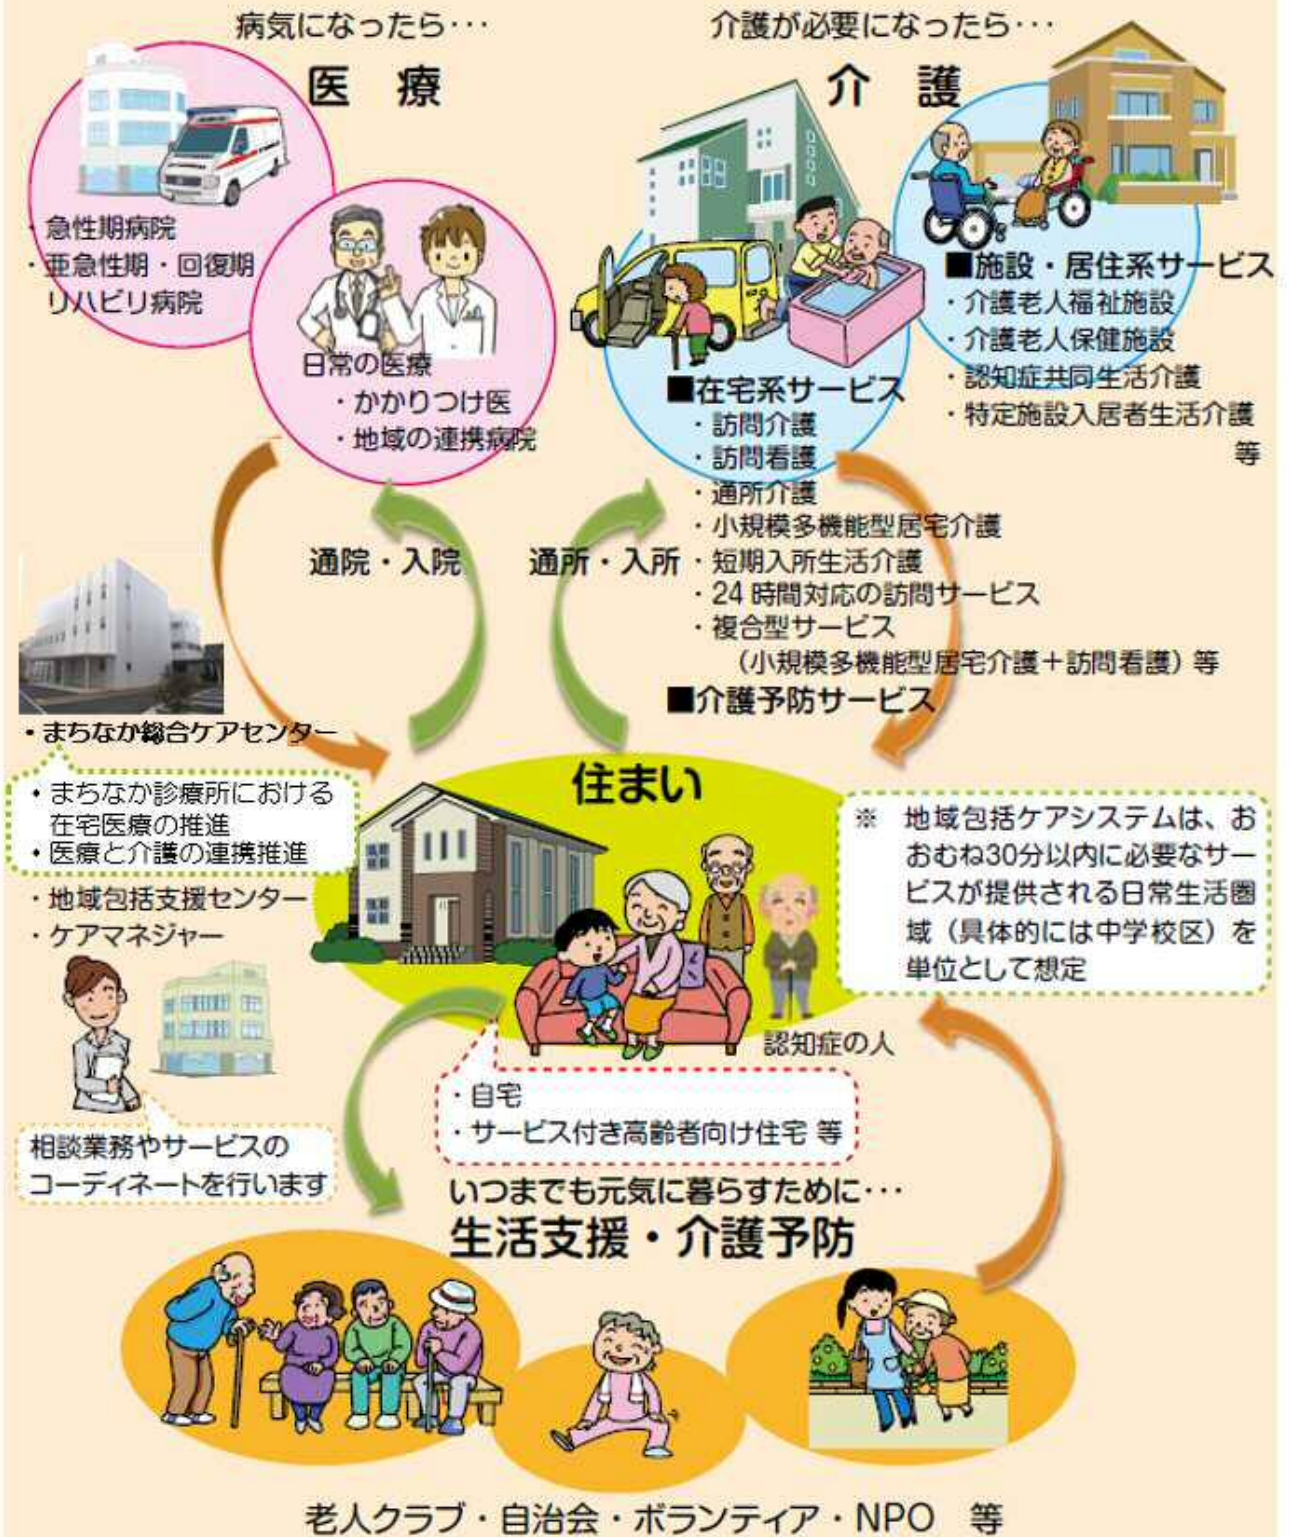 病気になったら･･･
医　療
・急性期病院
・亜急性期・回復期
リハビリ病院
日常の医療
・かかりつけ医
・地域の連携病院
介護が必要になったら･･･
介　護
■施設・居住系サービス
・介護老人福祉施設
・介護老人保健施設
・認知症共同生活介護
・特定施設入居者生活介護
等
■在宅系サービス
・訪問介護
・訪問看護
・通所介護
・小規模多機能型居宅介護
・短期入所生活介護
・24時間対応の訪問サービス
・複合型サービス
（小規模多機能型居宅介護＋訪問看護）等
■介護予防サービス
通院・入院
通所・入所
・まちなか総合ケアセンター
・まちなか診療所における
在宅医療の推進
・医療と介護の連携推進
・地域包括支援センター
・ケアマネジャー
相談業務やサービスの
コーディネートを行います
住まい
認知症の人
・自宅
・サービス付き高齢者向け住宅 等
※　地域包括ケアシステムは、お
おむね30分以内に必要なサー
ビスが提供される日常生活圏
域（具体的には中学校区）を
単位として想定
いつまでも元気に暮らすために･･･
生活支援・介護予防
老人クラブ・自治会・ボランティア・NPO　等